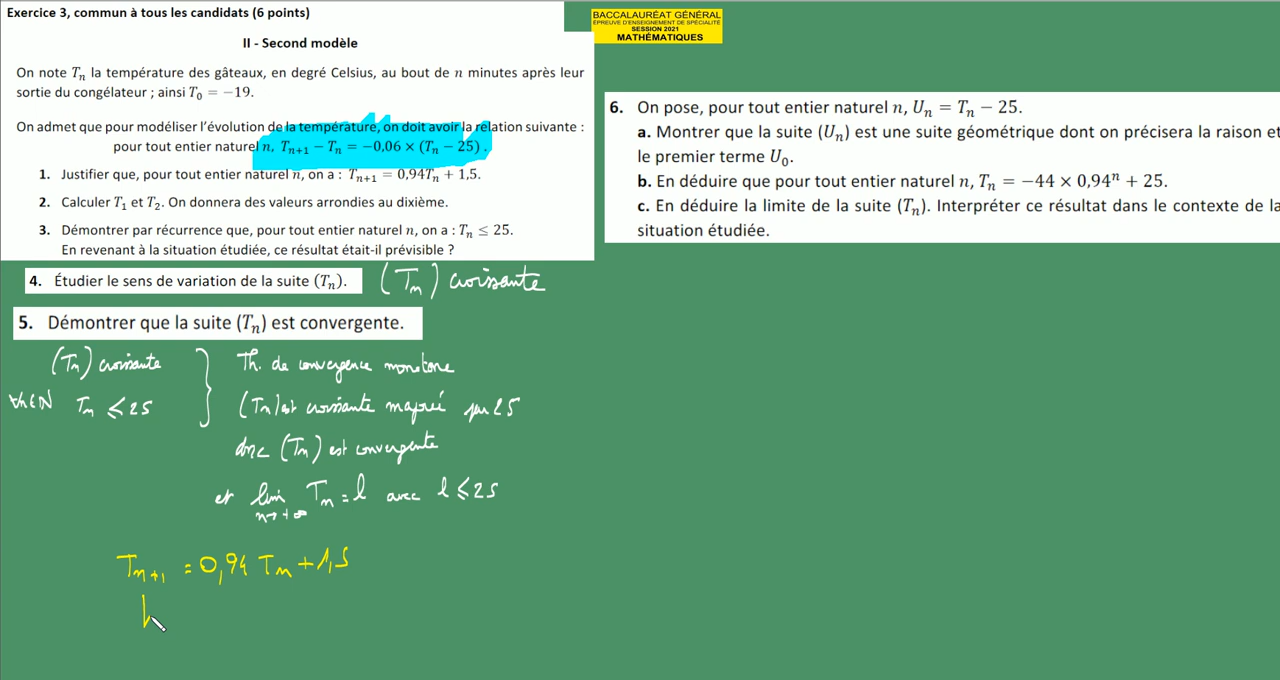 Exercice 3, commun à tous les candidats (6 points)
II - Second modèle
On note Tn la température des gâteaux, en degré Celsius, au bout de n minutes après leur
sortie du congélateur ; ainsi T0 = −19.
On admet que pour modéliser l'évolution de la température, on doit avoir la relation suivante :
pour tout entier naturel n, Tn+1 − Tn = −0,06 × (Tn − 25).
1. Justifier que, pour tout entier naturel n, on a : Tn+1 = 0,94Tn + 1,5.
2. Calculer T1 et T2. On donnera des valeurs arrondies au dixième.
3. Démontrer par récurrence que, pour tout entier naturel n, on a : Tn ≤ 25.
En revenant à la situation étudiée, ce résultat était-il prévisible ?
4. Étudier le sens de variation de la suite (Tn). (Tn) croissante
5. Démontrer que la suite (Tn) est convergente.
(Tn) croissante
∀n∈N Tn ≤ 25
Th. de convergence monotone
(Tn) est croissante majorée par 25
donc (Tn) est convergente
et lim Tn = l avec l ≤ 25
n→+∞
Tn+1 = 0,94 Tn + 1,5
BACCALAURÉAT GÉNÉRAL
ÉPREUVE D'ENSEIGNEMENT DE SPÉCIALITÉ
SESSION 2021
MATHÉMATIQUES
6. On pose, pour tout entier naturel n, Un = Tn − 25.
a. Montrer que la suite (Un) est une suite géométrique dont on précisera la raison et
le premier terme U0.
b. En déduire que pour tout entier naturel n, Tn = −44 × 0,94^n + 25.
c. En déduire la limite de la suite (Tn). Interpréter ce résultat dans le contexte de la
situation étudiée.